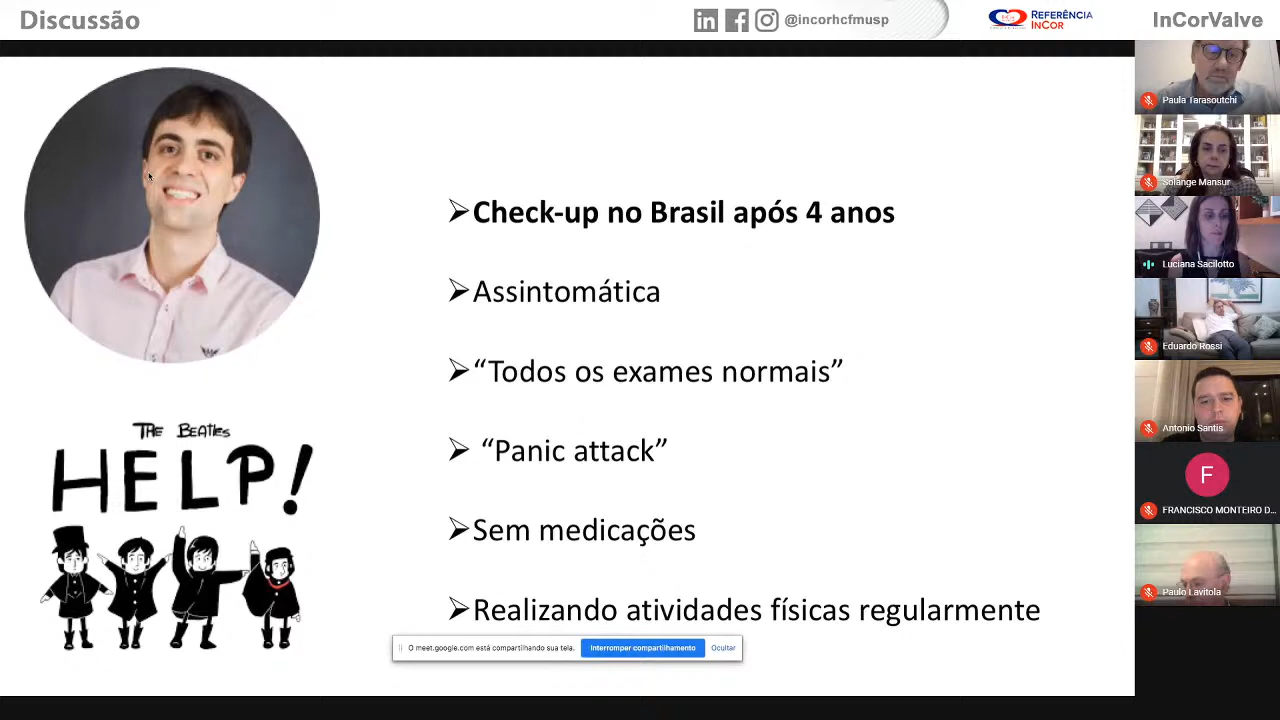 Discussão
@incorhcfmusp
REFERÊNCIA
INCOR
InCorValve
➢Check-up no Brasil após 4 anos
➢Assintomática
➢“Todos os exames normais”
➢ “Panic attack”
➢Sem medicações
➢Realizando atividades físicas regularmente
THE BEATLES
HELP!
O meet.google.com está compartilhando sua tela.
Interromper compartilhamento
Ocultar
Paula Tarasoutchi
Solange Mansur
Luciana Sacilotto
Eduardo Rossi
Antonio Santis
F
FRANCISCO MONTEIRO D...
Paulo Lavitola